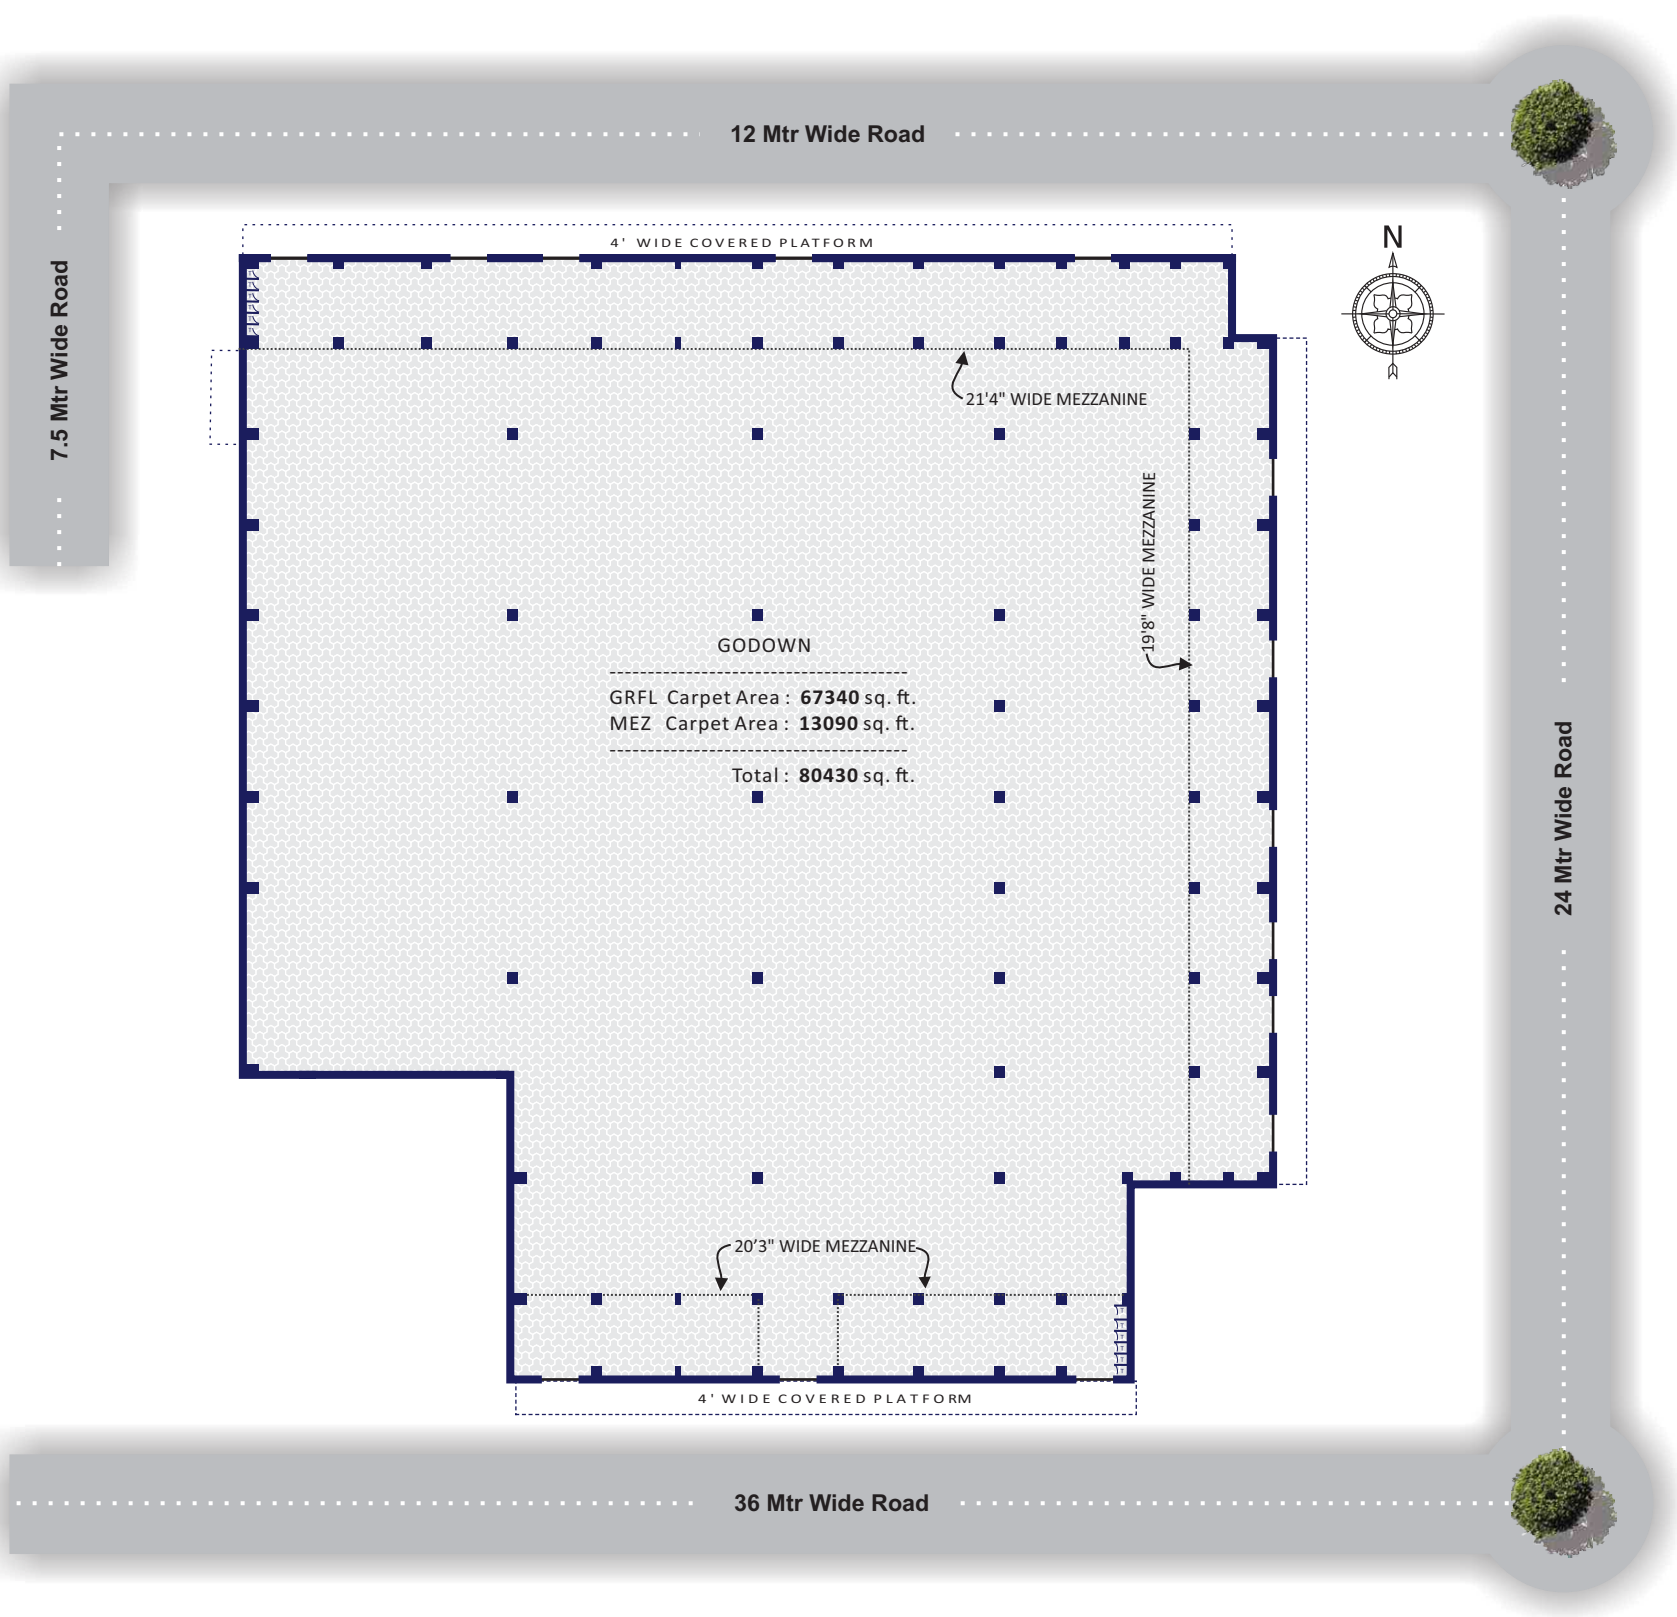 12 Mtr Wide Road
4' WIDE COVERED PLATFORM
N
7.5 Mtr Wide Road
21'4" WIDE MEZZANINE
19'8" WIDE MEZZANINE
GODOWN
GRFL Carpet Area : 67340 sq. ft.
MEZ Carpet Area : 13090 sq. ft.
Total : 80430 sq. ft.
24 Mtr Wide Road
20'3" WIDE MEZZANINE
4' WIDE COVERED PLATFORM
36 Mtr Wide Road